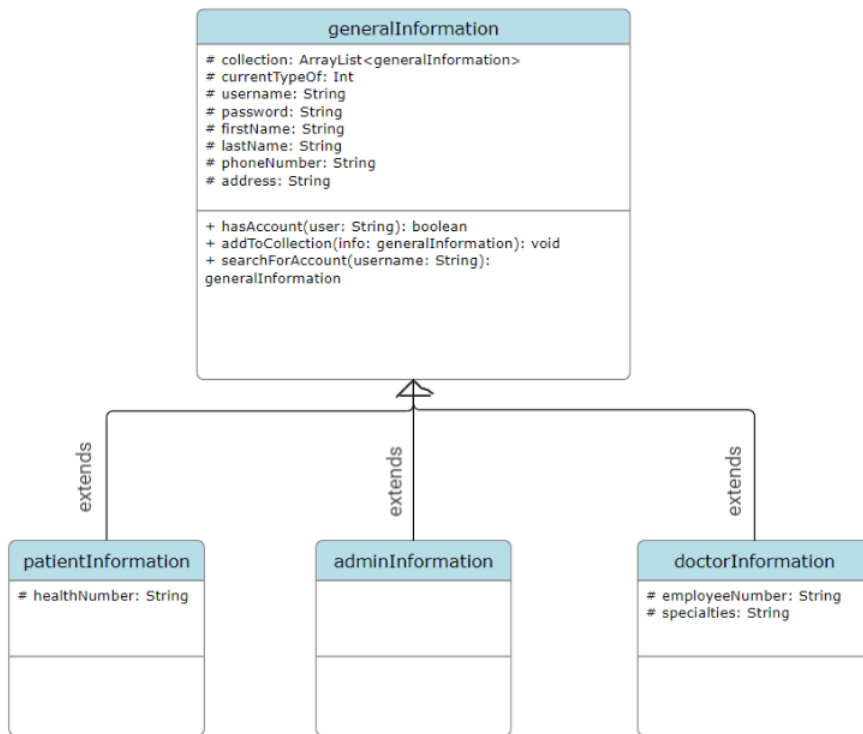 generalInformation
# collection: ArrayList<generalInformation>
# currentTypeOf: Int
# username: String
# password: String
# firstName: String
# lastName: String
# phoneNumber: String
# address: String
+ hasAccount(user: String): boolean
+ addToCollection(info: generalInformation): void
+ searchForAccount(username: String):
generalInformation
extends
extends
extends
patientInformation
# healthNumber: String
adminInformation
doctorInformation
# employeeNumber: String
# specialties: String